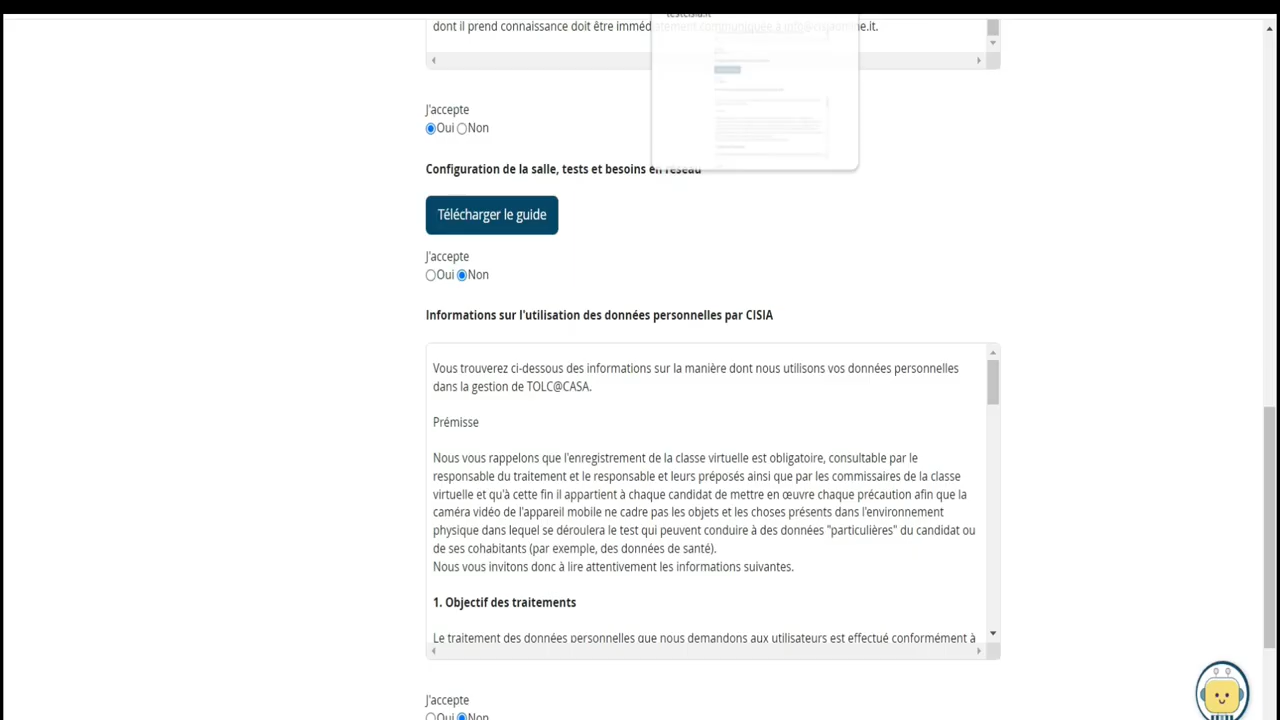 dont il prend connaissance doit être immédiatement communiquée à info@cisiaonline.it.
J'accepte
Oui Non
Configuration de la salle, tests et besoins en réseau
Télécharger le guide
J'accepte
Oui Non
Informations sur l'utilisation des données personnelles par CISIA
Vous trouverez ci-dessous des informations sur la manière dont nous utilisons vos données personnelles
dans la gestion de TOLC@CASA.
Prémisse
Nous vous rappelons que l'enregistrement de la classe virtuelle est obligatoire, consultable par le
responsable du traitement et le responsable et leurs préposés ainsi que par les commissaires de la classe
virtuelle et qu'à cette fin il appartient à chaque candidat de mettre en œuvre chaque précaution afin que la
caméra vidéo de l'appareil mobile ne cadre pas les objets et les choses présents dans l'environnement
physique dans lequel se déroulera le test qui peuvent conduire à des données "particulières" du candidat ou
de ses cohabitants (par exemple, des données de santé).
Nous vous invitons donc à lire attentivement les informations suivantes.
1. Objectif des traitements
Le traitement des données personnelles que nous demandons aux utilisateurs est effectué conformément à
J'accepte
Oui Non